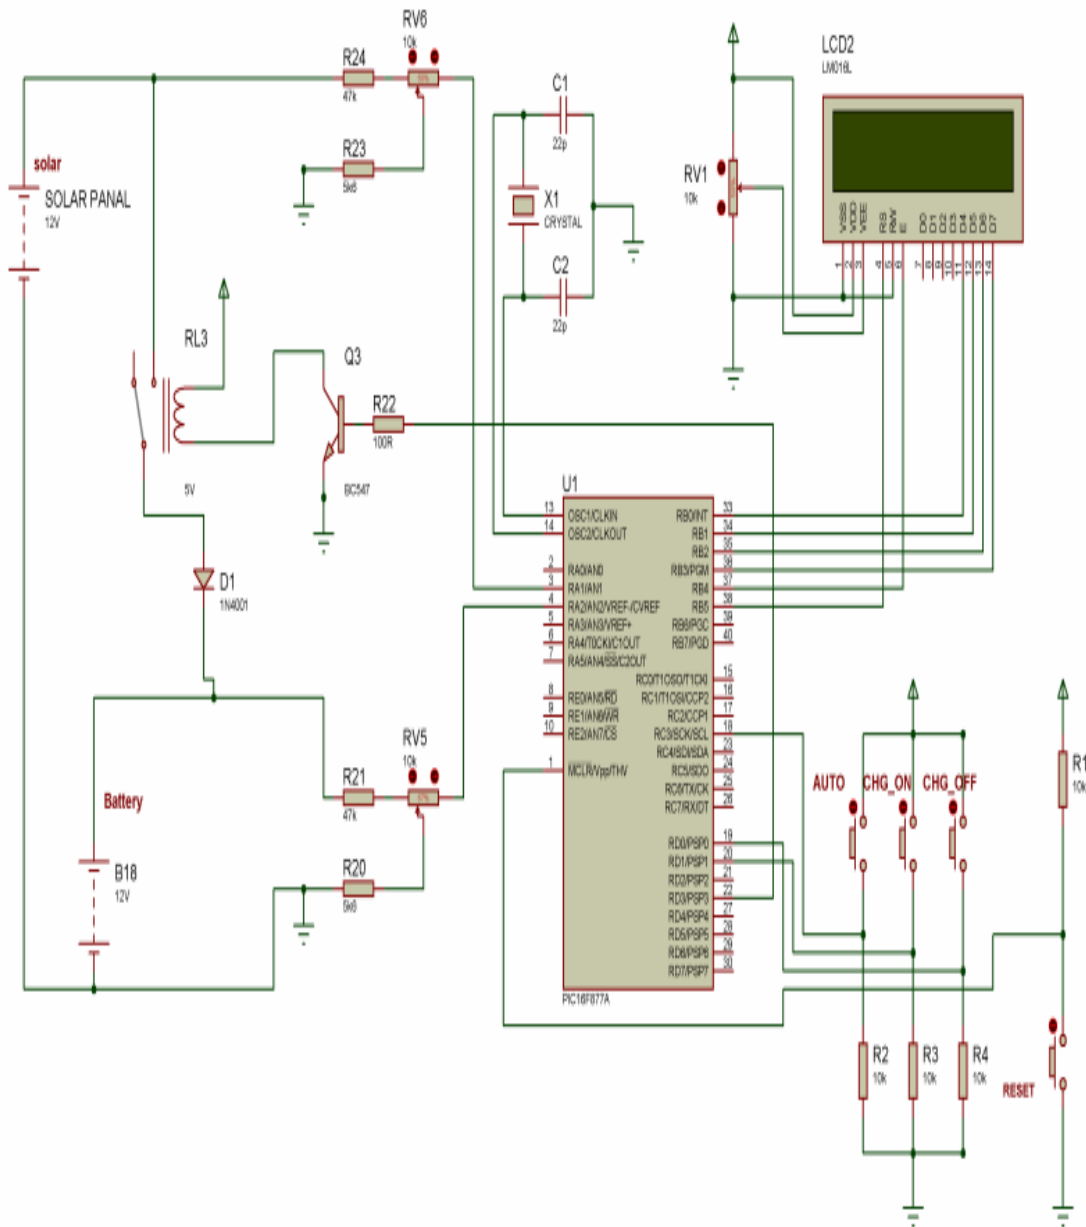 RV6
10k
R24
47k
R23
5k6
solar
SOLAR PANAL
12V
C1
22p
X1
CRYSTAL
C2
22p
RV1
10k
LCD2
LM016L
VSS
VDD
VEE
RS
RW
E
D0
D1
D2
D3
D4
D5
D6
D7
1
2
3
4
5
6
7
8
9
10
11
12
13
14
RL3
5V
Q3
BC547
R22
100R
D1
1N4001
U1
13 OSC1/CLKIN
14 OSC2/CLKOUT
2 RA0/AN0
3 RA1/AN1
4 RA2/AN2/VREF-/CVREF
5 RA3/AN3/VREF+
6 RA4/T0CKI/C1OUT
7 RA5/AN4/SS/C2OUT
8 RE0/AN5/RD
9 RE1/AN6/WR
10 RE2/AN7/CS
1 MCLR/Vpp/THV
RB0/INT 33
RB1 34
RB2 35
RB3/PGM 36
RB4 37
RB5 38
RB6/PGC 39
RB7/PGD 40
RC0/T1OSO/T1CKI 15
RC1/T1OSI/CCP2 16
RC2/CCP1 17
RC3/SCK/SCL 18
RC4/SDI/SDA 23
RC5/SDO 24
RC6/TX/CK 25
RC7/RX/DT 26
RD0/PSP0 19
RD1/PSP1 20
RD2/PSP2 21
RD3/PSP3 22
RD4/PSP4 27
RD5/PSP5 28
RD6/PSP6 29
RD7/PSP7 30
PIC16F877A
RV5
10k
R21
47k
R20
5k6
Battery
B18
12V
AUTO
CHG_ON
CHG_OFF
R1
10k
R2
10k
R3
10k
R4
10k
RESET